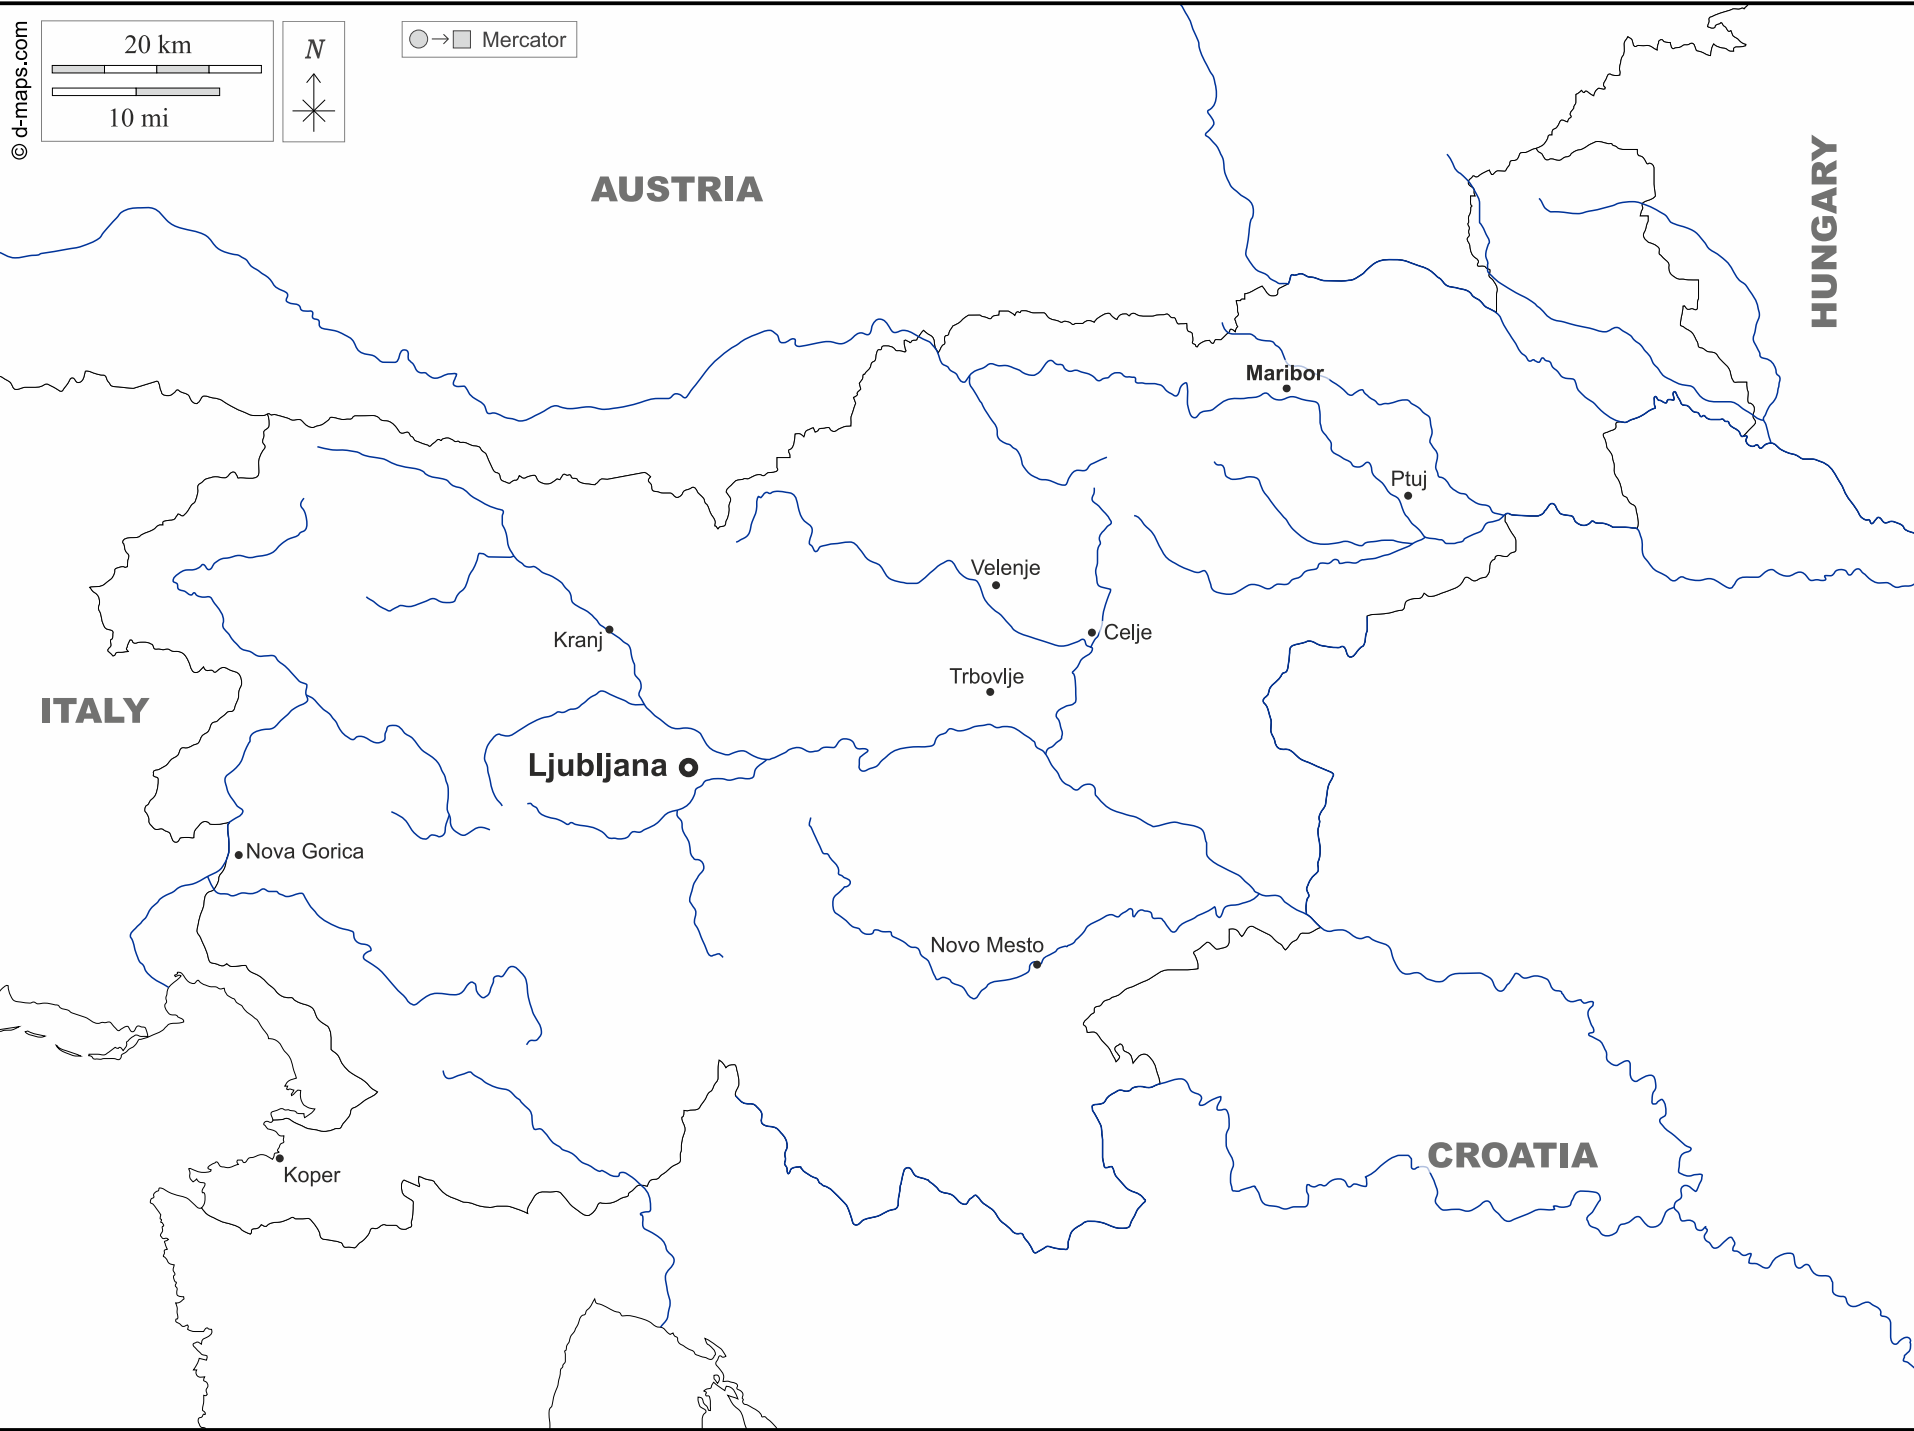 © d-maps.com
20 km
10 mi
N
Mercator
AUSTRIA
HUNGARY
Maribor
Ptuj
Velenje
Celje
Kranj
Trbovlje
ITALY
Ljubljana
Nova Gorica
Novo Mesto
CROATIA
Koper